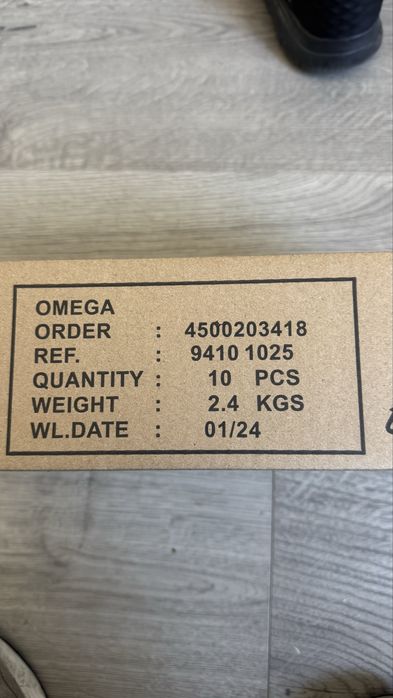 OMEGA
ORDER : 4500203418
REF. : 9410 1025
QUANTITY : 10 PCS
WEIGHT : 2.4 KGS
WL.DATE : 01/24